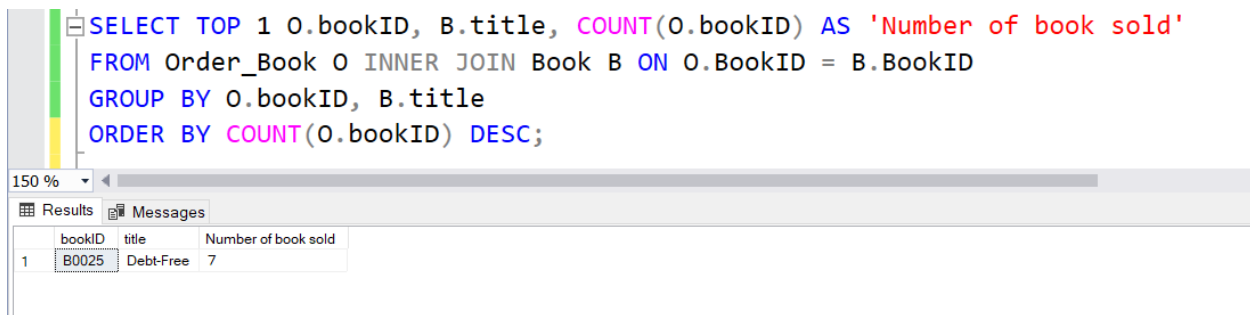 SELECT TOP 1 O.bookID, B.title, COUNT(O.bookID) AS 'Number of book sold'
FROM Order_Book O INNER JOIN Book B ON O.BookID = B.BookID
GROUP BY O.bookID, B.title
ORDER BY COUNT(O.bookID) DESC;
150 %
Results Messages
bookID title Number of book sold
1 B0025 Debt-Free 7